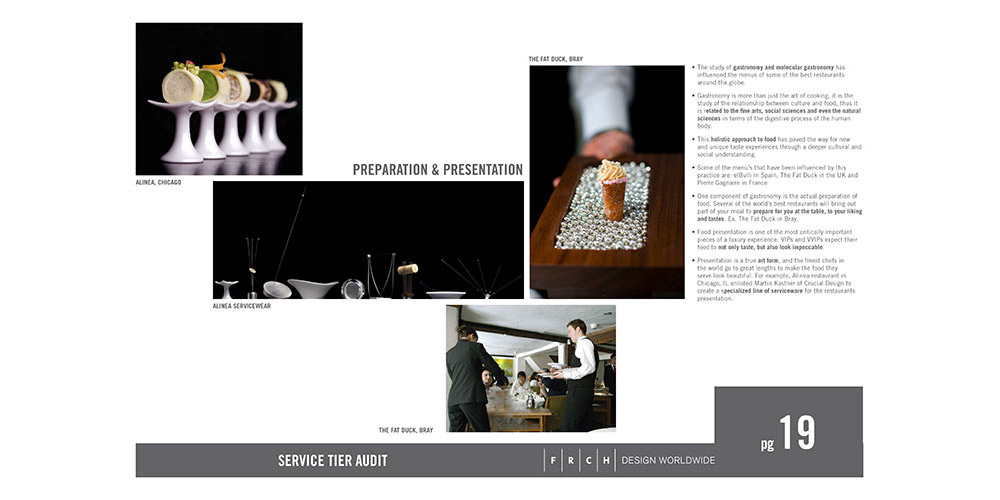 THE FAT DUCK, BRAY
PREPARATION & PRESENTATION
ALINEA, CHICAGO
ALINEA SERVICEWEAR
THE FAT DUCK, BRAY
• The study of gastronomy and molecular gastronomy has
influenced the menus of some of the best restaurants
around the globe.
• Gastronomy is more than just the art of cooking, it is the
study of the relationship between culture and food, thus it
is related to the fine arts, social sciences and even the natural
sciences in terms of the digestive process of the human
body.
• This holistic approach to food has paved the way for new
and unique taste experiences through a deeper cultural and
social understanding.
• Some of the menu's that have been influenced by this
practice are: elBulli in Spain, The Fat Duck in the UK and
Pierre Gagnaire in France
• One component of gastronomy is the actual preparation of
food. Several of the world's best restaurants will bring out
part of your meal to prepare for you at the table, to your liking
and tastes. Ex. The Fat Duck in Bray.
• Food presentation is one of the most critically important
pieces of a luxury experience. VIPs and VVIPs expect their
food to not only taste, but also look impeccable.
• Presentation is a true art form, and the finest chefs in
the world go to great lengths to make the food they
serve look beautiful. For example, Alinea restaurant in
Chicago, IL enlisted Martin Kastner of Crucial Design to
create a specialized line of serviceware for the restaurants
presentation.
SERVICE TIER AUDIT
F R C H DESIGN WORLDWIDE
pg 19